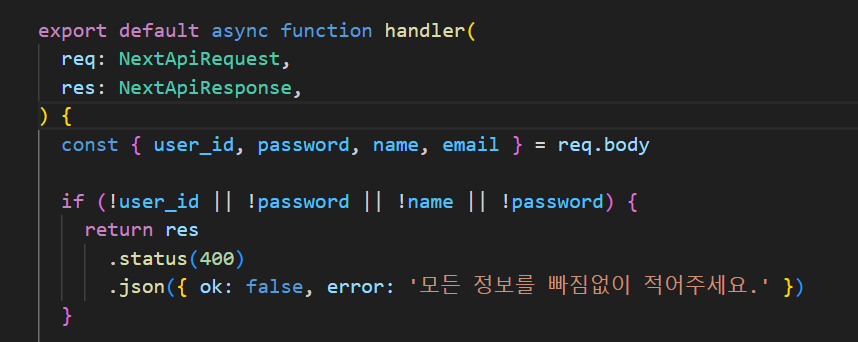 export default async function handler(
req: NextApiRequest,
res: NextApiResponse,
) {
const { user_id, password, name, email } = req.body
if (!user_id || !password || !name || !password) {
return res
.status(400)
.json({ ok: false, error: '모든 정보를 빠짐없이 적어주세요.' })
}